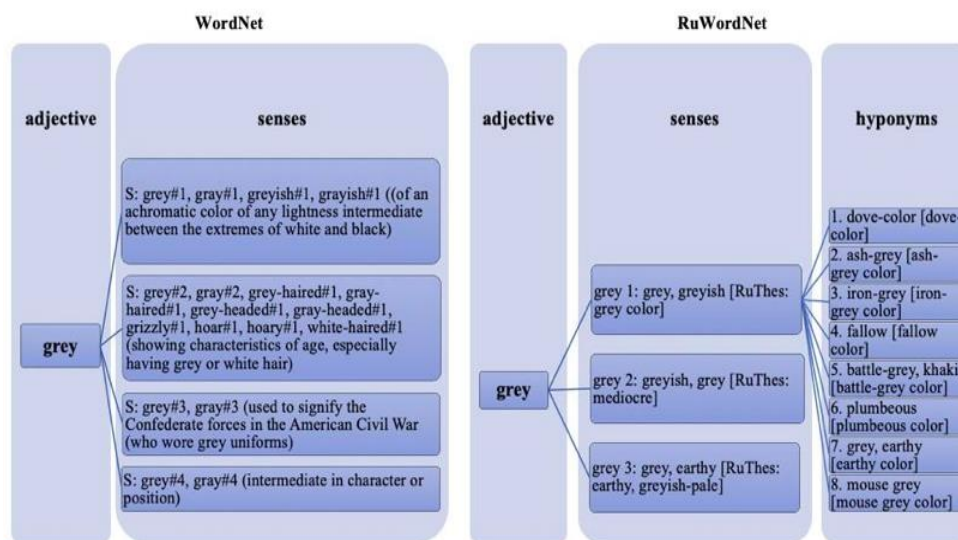 WordNet
adjective
senses
grey
S: grey#1, gray#1, greyish#1, grayish#1 ((of an
achromatic color of any lightness intermediate
between the extremes of white and black)
S: grey#2, gray#2, grey-haired#1, gray-
haired#1, grey-headed#1, gray-headed#1,
grizzly#1, hoar#1, hoary#1, white-haired#1
(showing characteristics of age, especially
having grey or white hair)
S: grey#3, gray#3 (used to signify the
Confederate forces in the American Civil War
(who wore grey uniforms)
S: grey#4, gray#4 (intermediate in character or
position)
RuWordNet
adjective
senses
hyponyms
grey
grey 1: grey, greyish [RuThes:
grey color]
grey 2: greyish, grey [RuThes:
mediocre]
grey 3: grey, earthy [RuThes:
earthy, greyish-pale]
1. dove-color [dove-
color]
2. ash-grey [ash-
grey color]
3. iron-grey [iron-
grey color]
4. fallow [fallow
color]
5. battle-grey, khaki
[battle-grey color]
6. plumbeous
[plumbeous color]
7. grey, earthy
[earthy color]
8. mouse grey
[mouse grey color]